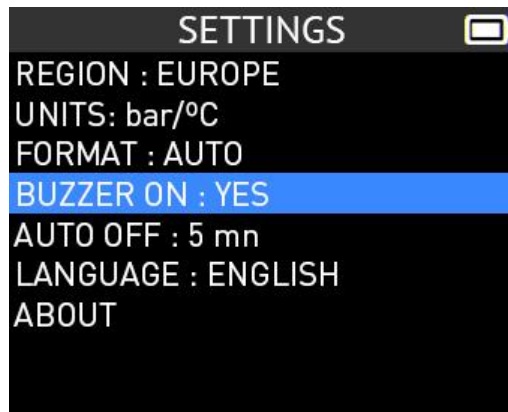 SETTINGS
REGION : EUROPE
UNITS: bar/ºC
FORMAT : AUTO
BUZZER ON : YES
AUTO OFF : 5 mn
LANGUAGE : ENGLISH
ABOUT